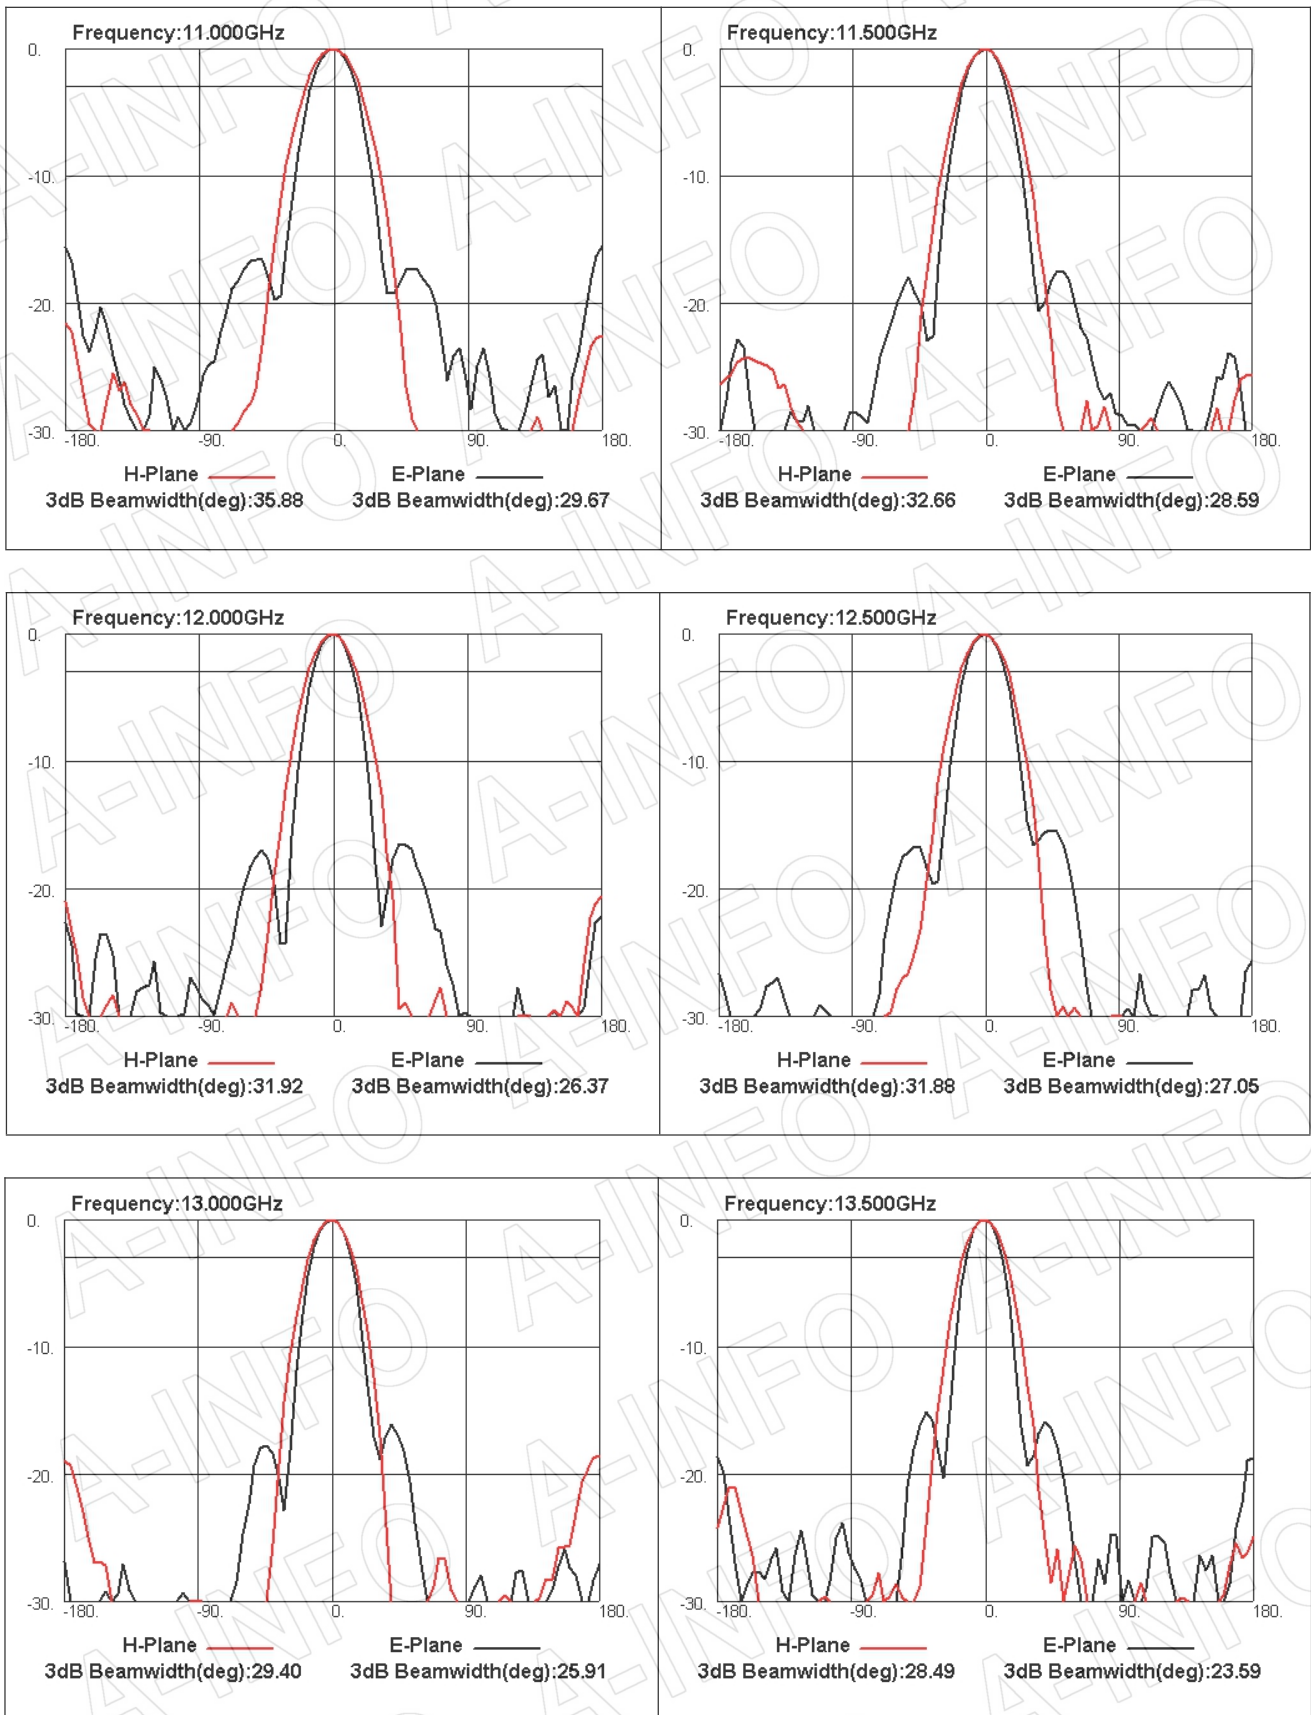 Frequency:11.000GHz
0.
-10.
-20.
-30.
-180. -90. 0. 90. 180.
H-Plane E-Plane
3dB Beamwidth(deg):35.88 3dB Beamwidth(deg):29.67
Frequency:11.500GHz
0.
-10.
-20.
-30.
-180. -90. 0. 90. 180.
H-Plane E-Plane
3dB Beamwidth(deg):32.66 3dB Beamwidth(deg):28.59
Frequency:12.000GHz
0.
-10.
-20.
-30.
-180. -90. 0. 90. 180.
H-Plane E-Plane
3dB Beamwidth(deg):31.92 3dB Beamwidth(deg):26.37
Frequency:12.500GHz
0.
-10.
-20.
-30.
-180. -90. 0. 90. 180.
H-Plane E-Plane
3dB Beamwidth(deg):31.88 3dB Beamwidth(deg):27.05
Frequency:13.000GHz
0.
-10.
-20.
-30.
-180. -90. 0. 90. 180.
H-Plane E-Plane
3dB Beamwidth(deg):29.40 3dB Beamwidth(deg):25.91
Frequency:13.500GHz
0.
-10.
-20.
-30.
-180. -90. 0. 90. 180.
H-Plane E-Plane
3dB Beamwidth(deg):28.49 3dB Beamwidth(deg):23.59
A-INFO